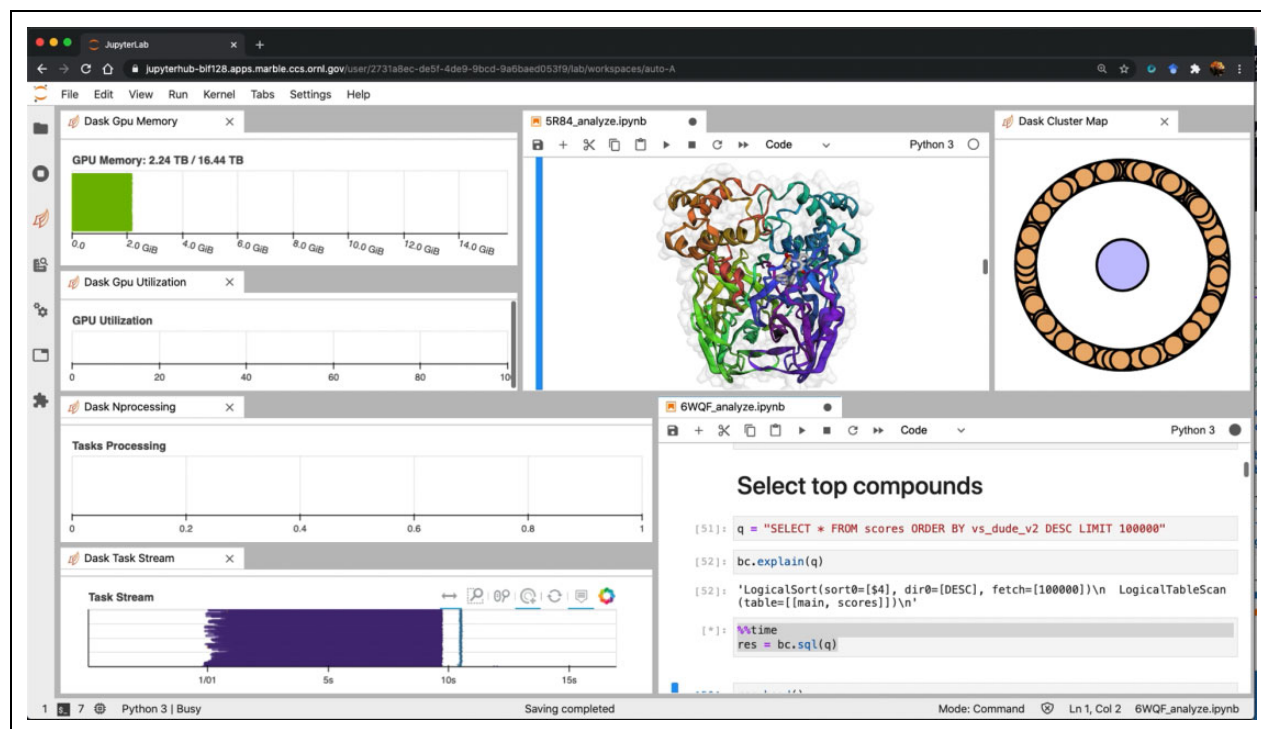 JupyterLab
jupyterhub-bif128.apps.marble.ccs.ornl.gov/user/2731a8ec-de5f-4de9-9bcd-9a6baed053f9/lab/workspaces/auto-A
File Edit View Run Kernel Tabs Settings Help
Dask Gpu Memory
GPU Memory: 2.24 TB / 16.44 TB
0.0 2.0 GiB 4.0 GiB 6.0 GiB 8.0 GiB 10.0 GiB 12.0 GiB 14.0 GiB
Dask Gpu Utilization
GPU Utilization
0 20 40 60 80 10
5R84_analyze.ipynb
Code Python 3
Dask Cluster Map
Dask Nprocessing
Tasks Processing
0 0.2 0.4 0.6 0.8 1
Dask Task Stream
Task Stream
1/01 5s 10s 15s
6WQF_analyze.ipynb
Code Python 3
Select top compounds
[51]: q = "SELECT * FROM scores ORDER BY vs_dude_v2 DESC LIMIT 100000"
[52]: bc.explain(q)
[52]: 'LogicalSort(sort0=[$4], dir0=[DESC], fetch=[100000])\n  LogicalTableScan
(table=[[main, scores]])\n'
[*]: %%time
res = bc.sql(q)
1 7 Python 3 | Busy Saving completed Mode: Command Ln 1, Col 2 6WQF_analyze.ipynb